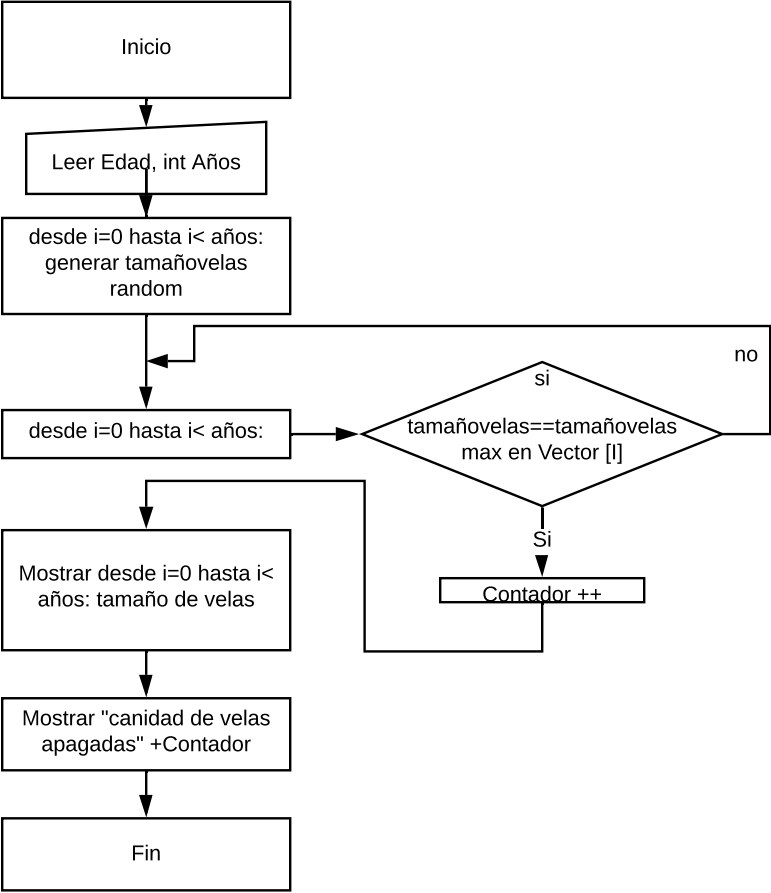 Inicio
Leer Edad, int Años
desde i=0 hasta i< años:
generar tamañovelas
random
no
si
tamañovelas==tamañovelas
max en Vector [I]
desde i=0 hasta i< años:
Si
Contador ++
Mostrar desde i=0 hasta i<
años: tamaño de velas
Mostrar "canidad de velas
apagadas" +Contador
Fin